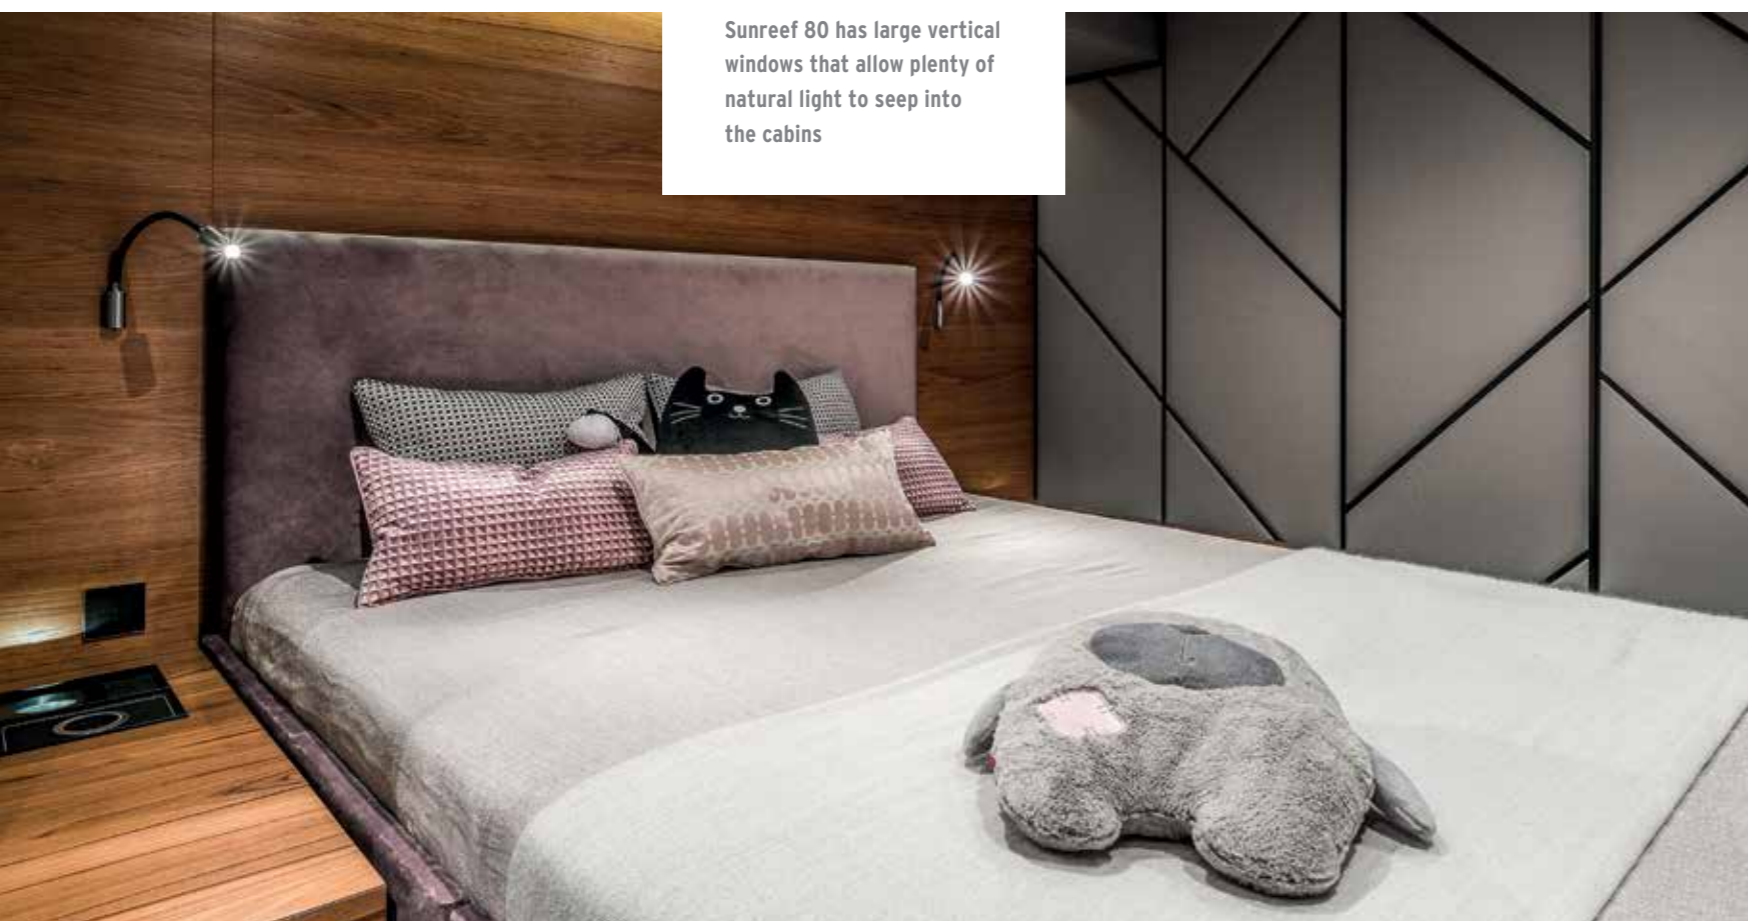 Sunreef 80 has large vertical
windows that allow plenty of
natural light to seep into
the cabins